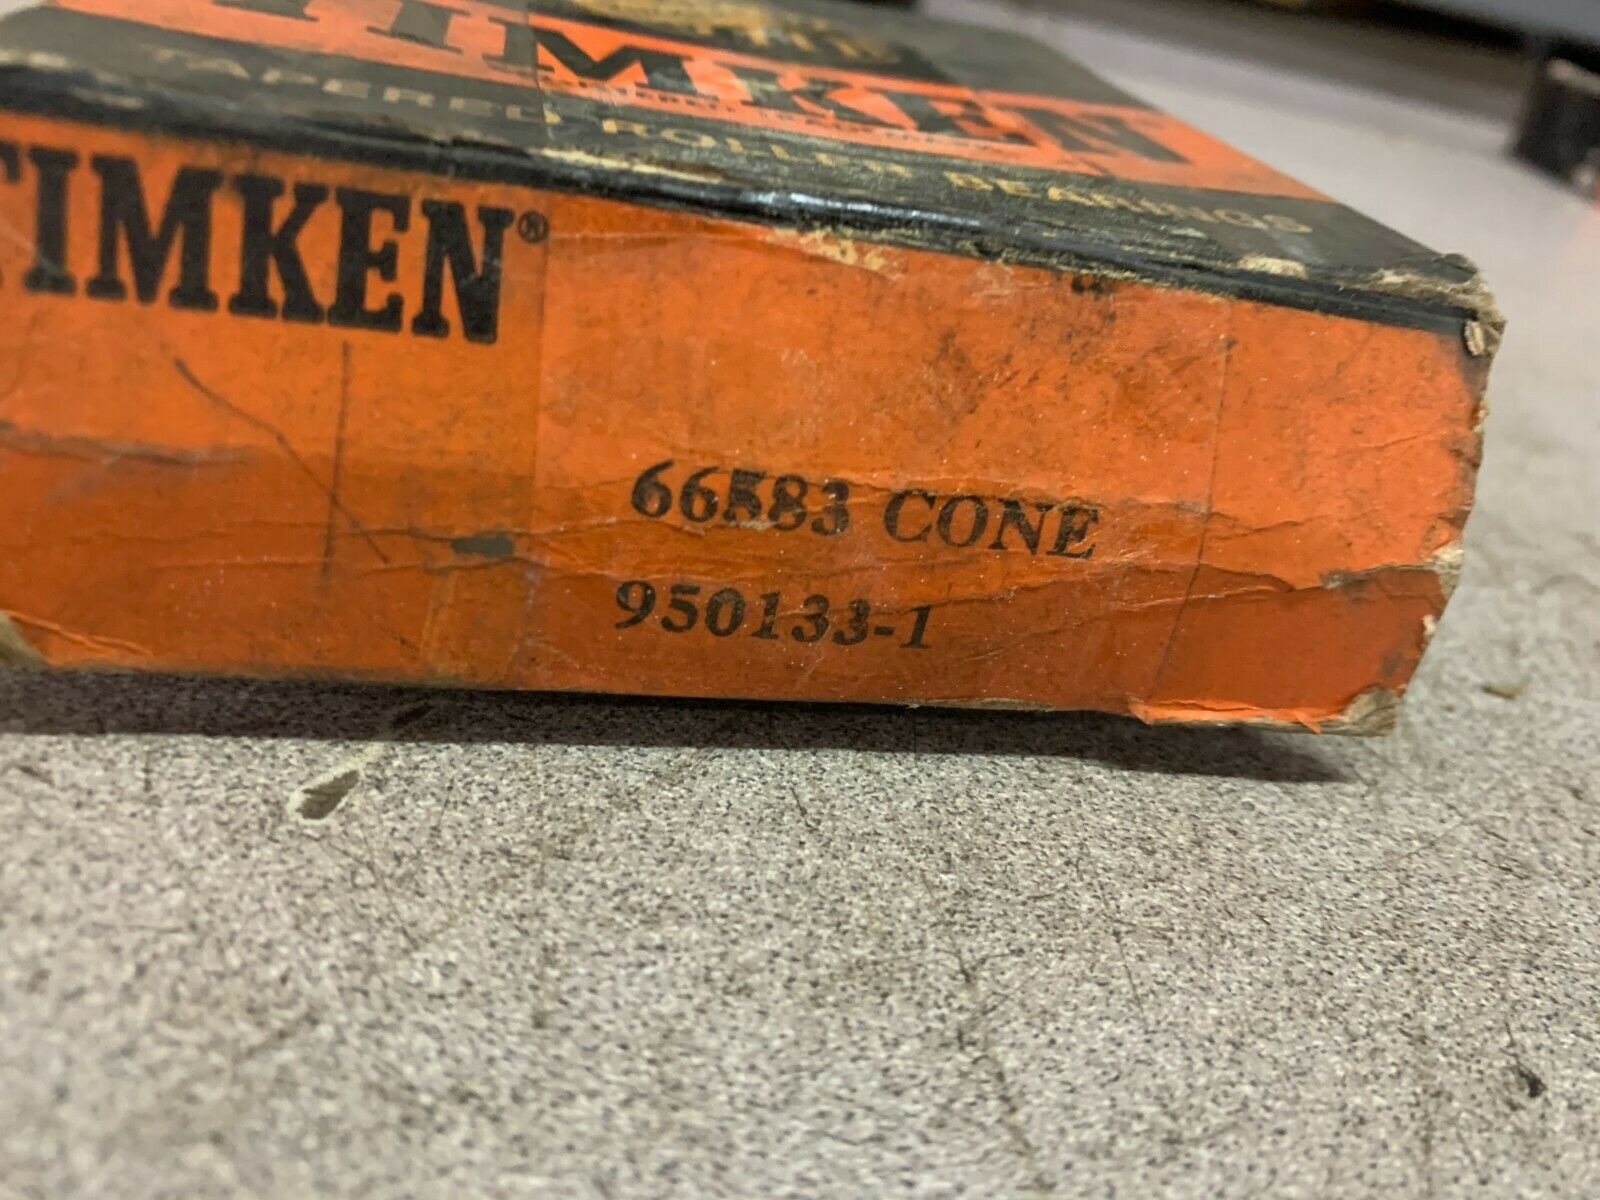 TIMKEN
TAPERED ROLLER BEARINGS
TIMKEN®
66583 CONE
950133-1